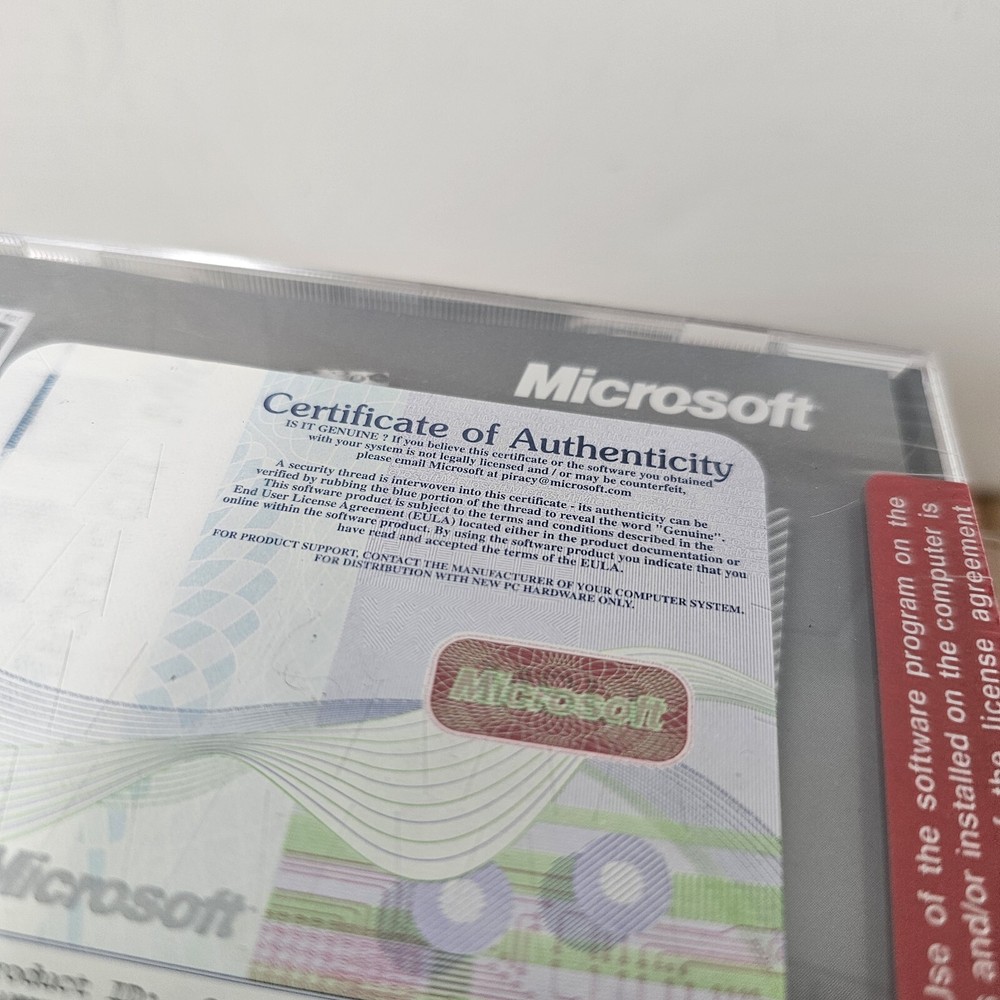 Microsoft
Certificate of Authenticity
IS IT GENUINE ? If you believe this certificate or the software you obtained
with your system is not legally licensed and / or may be counterfeit,
please email Microsoft at piracy@microsoft.com
A security thread is interwoven into this certificate - its authenticity can be
verified by rubbing the blue portion of the thread to reveal the word "Genuine".
This software product is subject to the terms and conditions described in the
End User License Agreement (EULA) located either in the product documentation or
online within the software product. By using the software product you indicate that you
have read and accepted the terms of the EULA.
FOR PRODUCT SUPPORT, CONTACT THE MANUFACTURER OF YOUR COMPUTER SYSTEM.
FOR DISTRIBUTION WITH NEW PC HARDWARE ONLY.
Microsoft
Microsoft
Product ID:
Use of the software program on the
and/or installed on the computer is
the license agreement